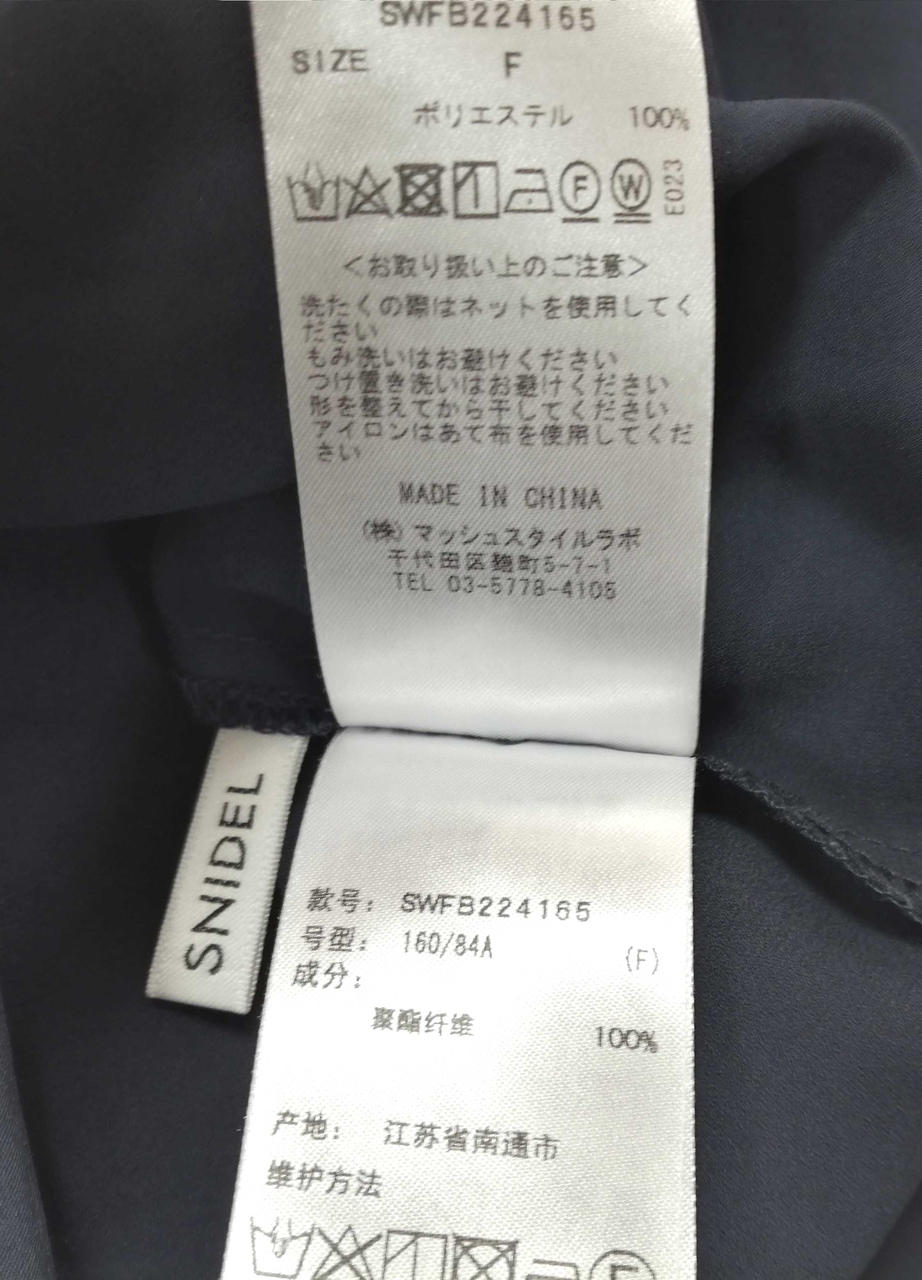 SWFB224165
SIZE F
ポリエステル 100%
F W E023
<お取り扱い上のご注意>
洗たくの際はネットを使用してく
ださい
もみ洗いはお避けください
つけ置き洗いはお避けください
形を整えてから干してください
アイロンはあて布を使用してくだ
さい
MADE IN CHINA
(株)マッシュスタイルラボ
千代田区麹町5-7-1
TEL 03-5778-4105
SNIDEL
款号: SWFB224165
号型: 160/84A (F)
成分:
聚酯纤维 100%
产地: 江苏省南通市
维护方法
F